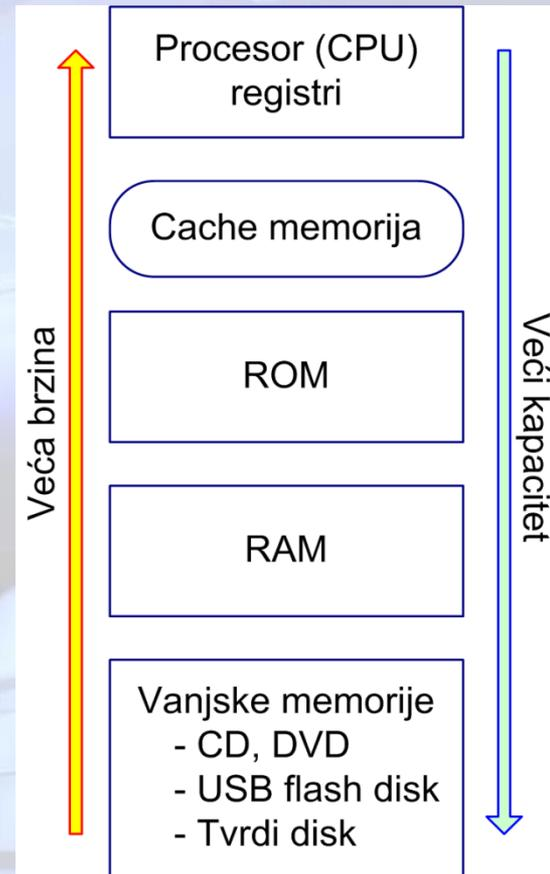 Procesor (CPU)
registri
Cache memorija
ROM
RAM
Vanjske memorije
- CD, DVD
- USB flash disk
- Tvrdi disk
Veća brzina
Veći kapacitet